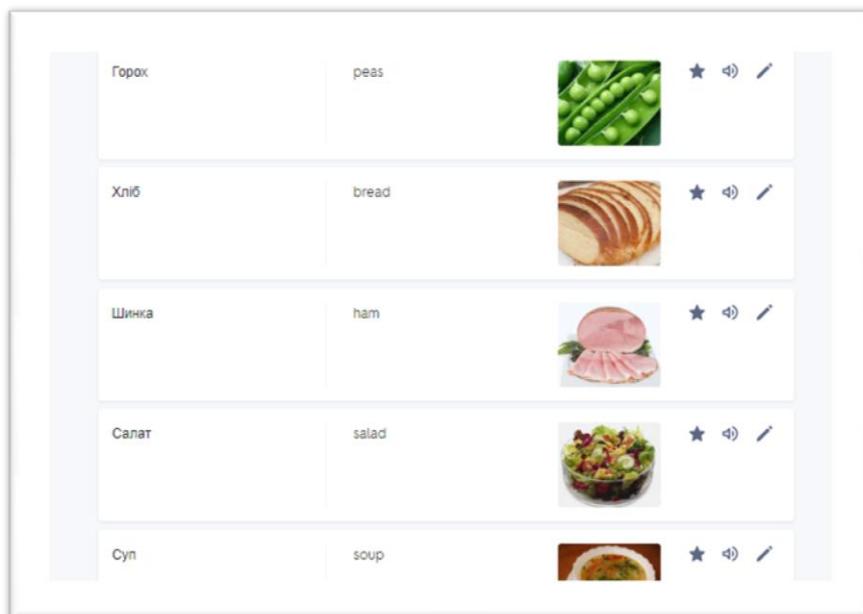 Горох peas
Хліб bread
Шинка ham
Салат salad
Суп soup